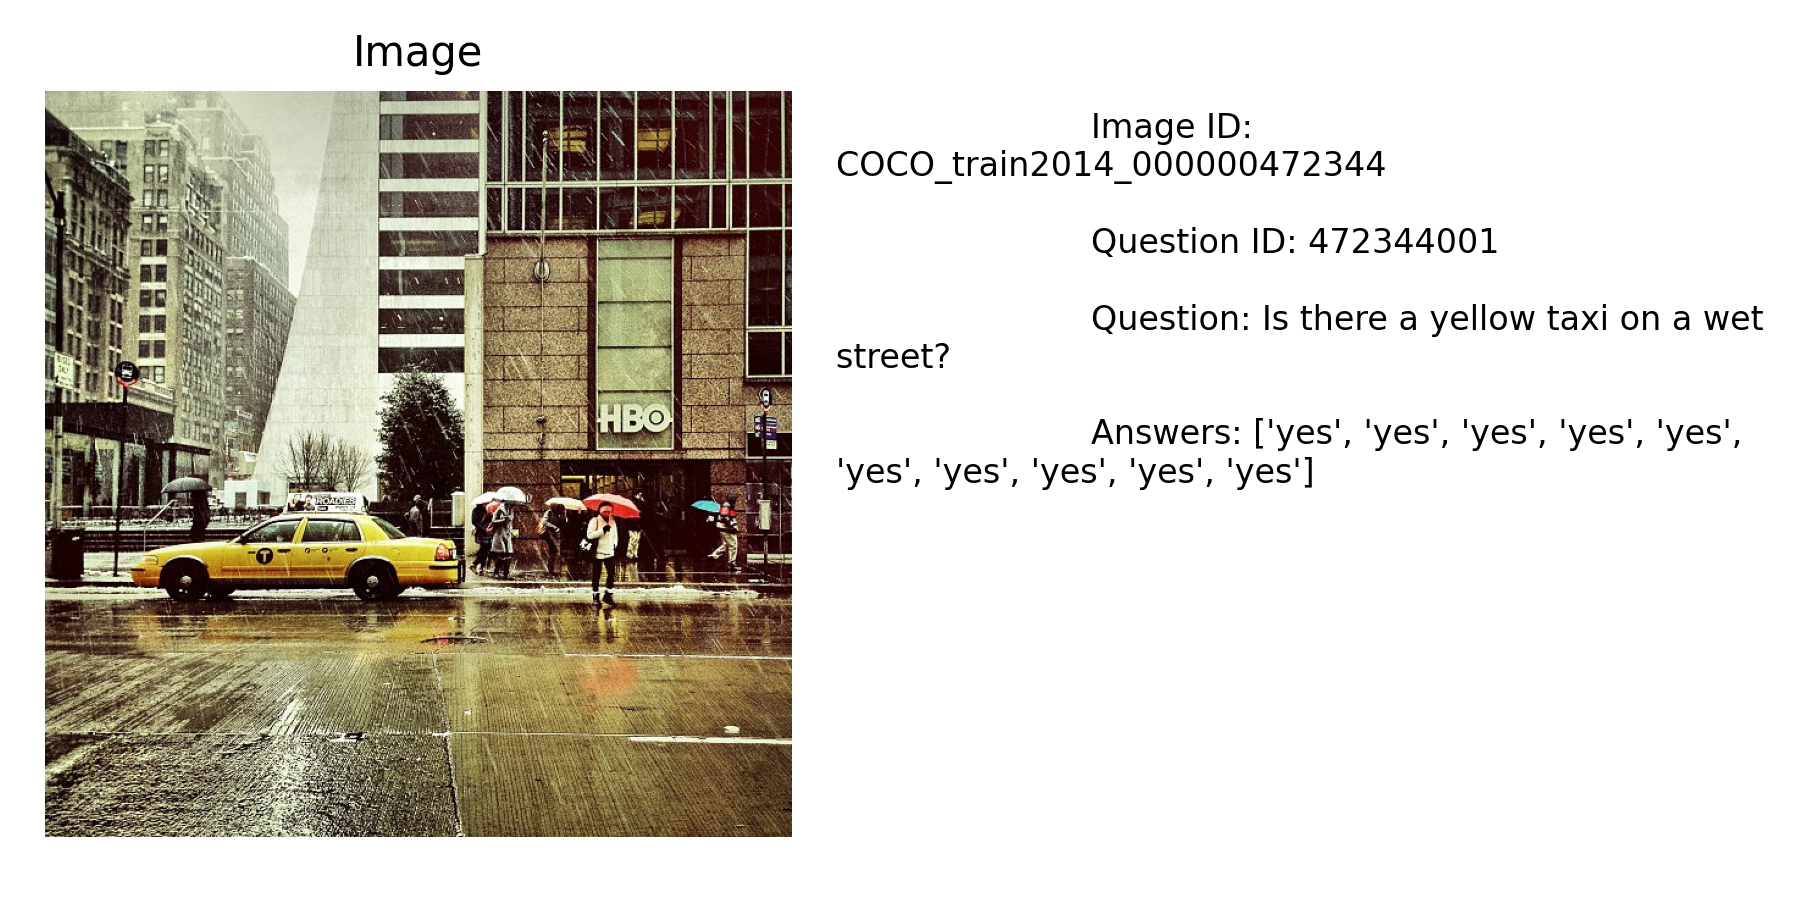 Image
Image ID:
COCO_train2014_000000472344
Question ID: 472344001
Question: Is there a yellow taxi on a wet
street?
Answers: ['yes', 'yes', 'yes', 'yes', 'yes',
'yes', 'yes', 'yes', 'yes', 'yes']
HBO
T